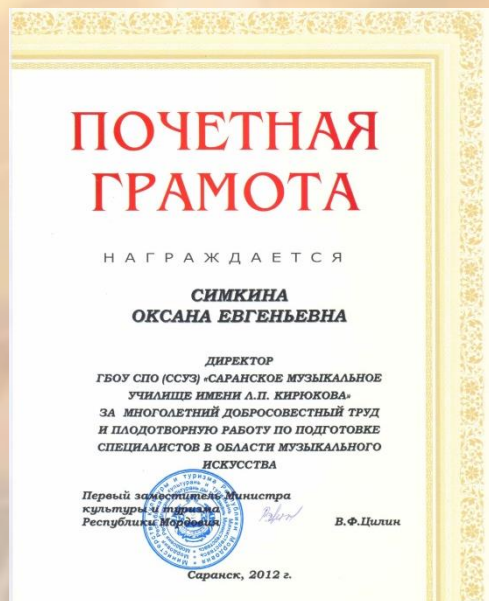 ПОЧЕТНАЯ
ГРАМОТА
НАГРАЖДАЕТСЯ
СИМКИНА
ОКСАНА ЕВГЕНЬЕВНА
ДИРЕКТОР
ГБОУ СПО (ССУЗ) «САРАНСКОЕ МУЗЫКАЛЬНОЕ
УЧИЛИЩЕ ИМЕНИ Л.П. КИРЮКОВА»
ЗА МНОГОЛЕТНИЙ ДОБРОСОВЕСТНЫЙ ТРУД
И ПЛОДОТВОРНУЮ РАБОТУ ПО ПОДГОТОВКЕ
СПЕЦИАЛИСТОВ В ОБЛАСТИ МУЗЫКАЛЬНОГО
ИСКУССТВА
Первый заместитель Министра
культуры и туризма
Республики Мордовия
В.Ф.Цилин
Саранск, 2012 г.